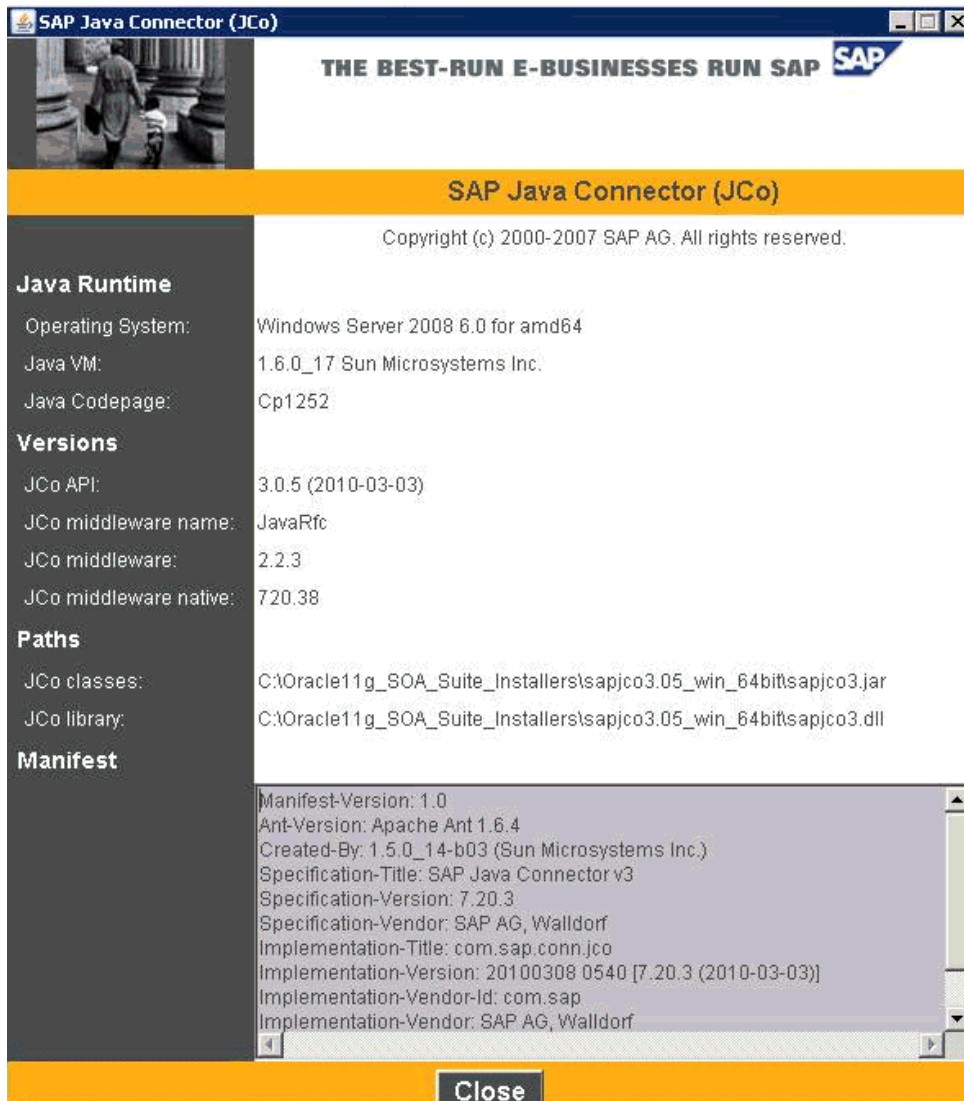 SAP Java Connector (JCo)
THE BEST-RUN E-BUSINESSES RUN SAP SAP
SAP Java Connector (JCo)
Copyright (c) 2000-2007 SAP AG. All rights reserved.
Java Runtime
Operating System: Windows Server 2008 6.0 for amd64
Java VM: 1.6.0_17 Sun Microsystems Inc.
Java Codepage: Cp1252
Versions
JCo API: 3.0.5 (2010-03-03)
JCo middleware name: JavaRfc
JCo middleware: 2.2.3
JCo middleware native: 720.38
Paths
JCo classes: C:\Oracle11g_SOA_Suite_Installers\sapjco3.05_win_64bit\sapjco3.jar
JCo library: C:\Oracle11g_SOA_Suite_Installers\sapjco3.05_win_64bit\sapjco3.dll
Manifest
Manifest-Version: 1.0
Ant-Version: Apache Ant 1.6.4
Created-By: 1.5.0_14-b03 (Sun Microsystems Inc.)
Specification-Title: SAP Java Connector v3
Specification-Version: 7.20.3
Specification-Vendor: SAP AG, Walldorf
Implementation-Title: com.sap.conn.jco
Implementation-Version: 20100308 0540 [7.20.3 (2010-03-03)]
Implementation-Vendor-Id: com.sap
Implementation-Vendor: SAP AG, Walldorf
Close